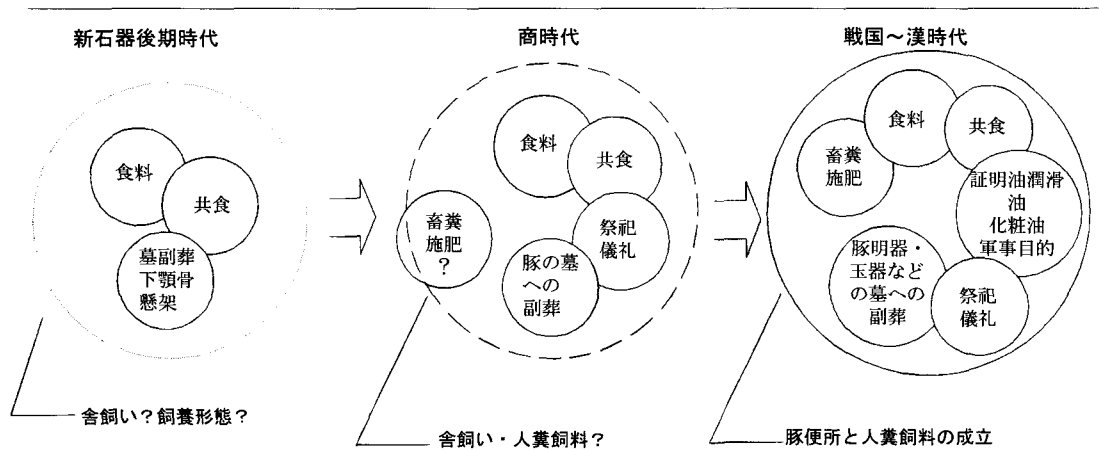 新石器後期時代
食料
共食
墓副葬
下顎骨
懸架
舎飼い？飼養形態？
商時代
食料
共食
畜糞
施肥
？
祭祀
儀礼
豚の墓
への
副葬
舎飼い・人糞飼料？
戦国～漢時代
食料
共食
畜糞
施肥
証明油潤滑
油
化粧油
軍事目的
豚明器・
玉器など
の墓への
副葬
祭祀
儀礼
豚便所と人糞飼料の成立